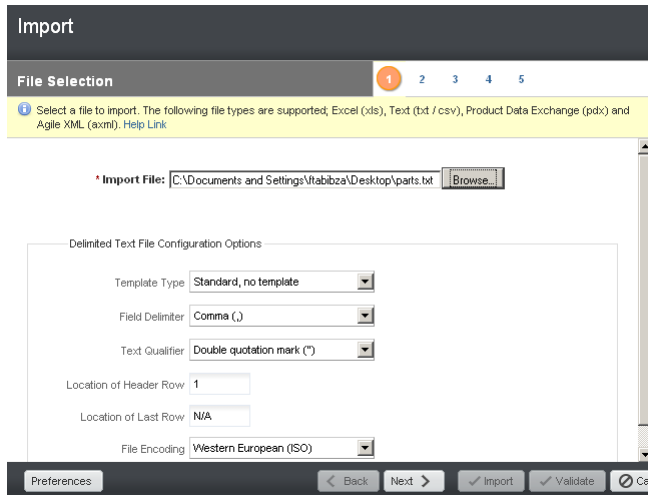 Import
File Selection 1 2 3 4 5
Select a file to import. The following file types are supported; Excel (xls), Text (txt / csv), Product Data Exchange (pdx) and
Agile XML (axml). Help Link
* Import File: C:\Documents and Settings\ftabibza\Desktop\parts.txt Browse...
Delimited Text File Configuration Options
Template Type Standard, no template
Field Delimiter Comma (,)
Text Qualifier Double quotation mark (")
Location of Header Row 1
Location of Last Row N/A
File Encoding Western European (ISO)
Preferences Back Next Import Validate Ca